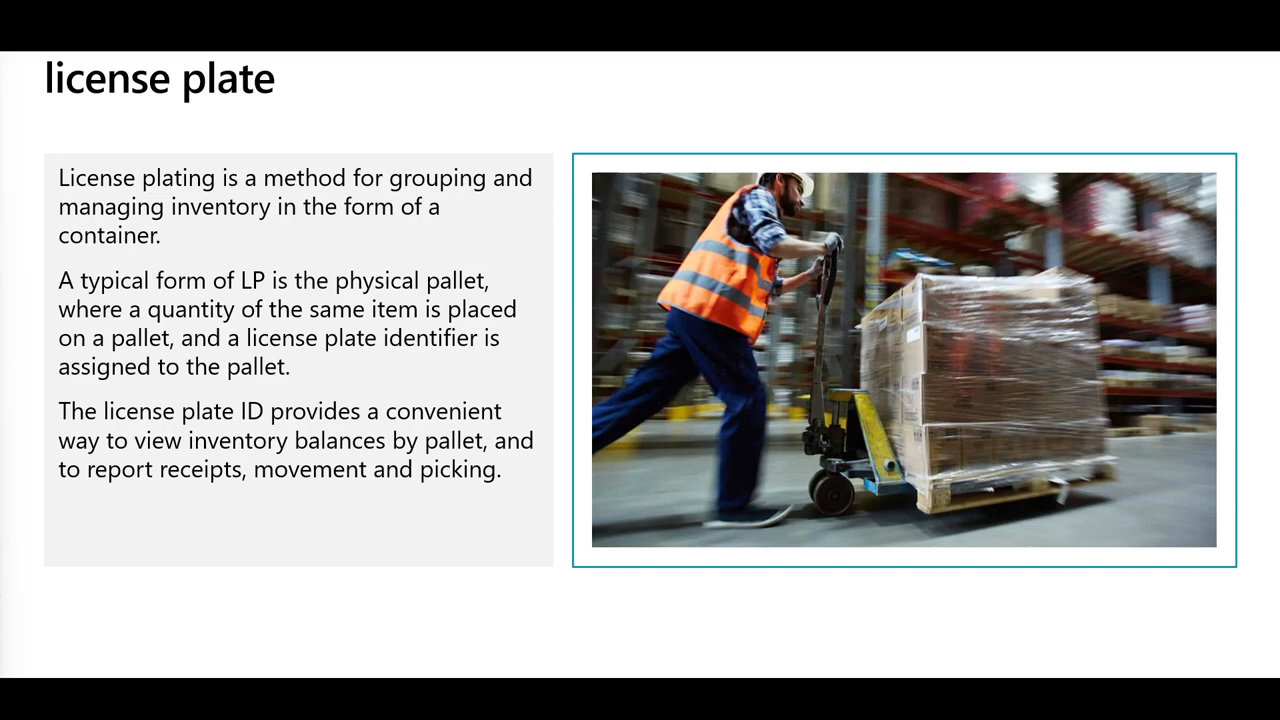 license plate
License plating is a method for grouping and
managing inventory in the form of a
container.
A typical form of LP is the physical pallet,
where a quantity of the same item is placed
on a pallet, and a license plate identifier is
assigned to the pallet.
The license plate ID provides a convenient
way to view inventory balances by pallet, and
to report receipts, movement and picking.